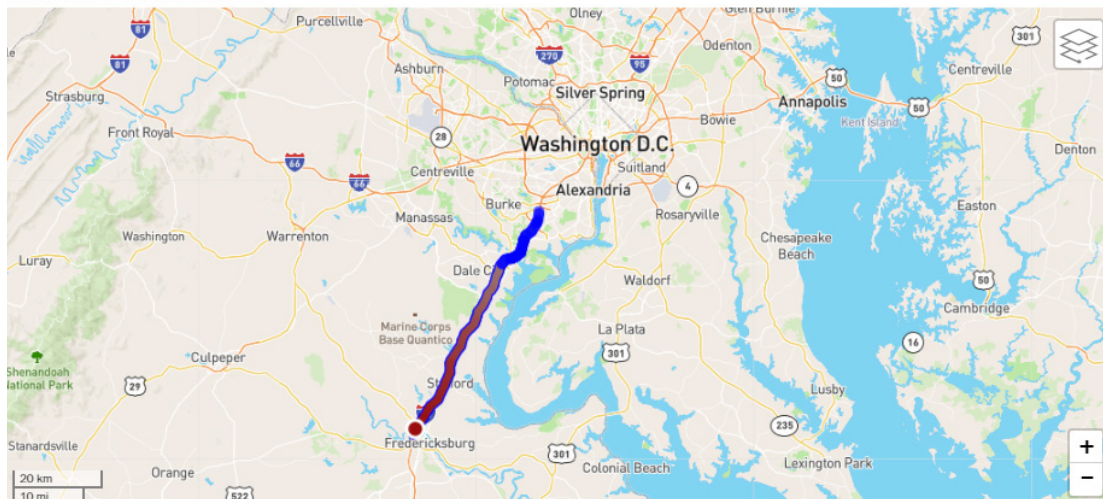 Purcellville
81
81
Ashburn
Strasburg
Front Royal
28
66
66
Centreville
Olney
Glen Burnie
270
95
Odenton
Potomac
Silver Spring
Bowie
Washington D.C.
Suitland
Alexandria
4
Rosaryville
301
50
Centreville
Annapolis
50
Kent Island
Denton
Easton
Chesapeake
Beach
50
Cambridge
16
Burke
Manassas
Washington
Warrenton
Luray
Dale C
Waldorf
Marine Corps
Base Quantico
La Plata
301
Culpeper
Shenandoah
National Park
29
Stafford
Lusby
235
Stanardsville
Fredericksburg
301
Colonial Beach
Lexington Park
Orange
522
20 km
10 mi
+
−